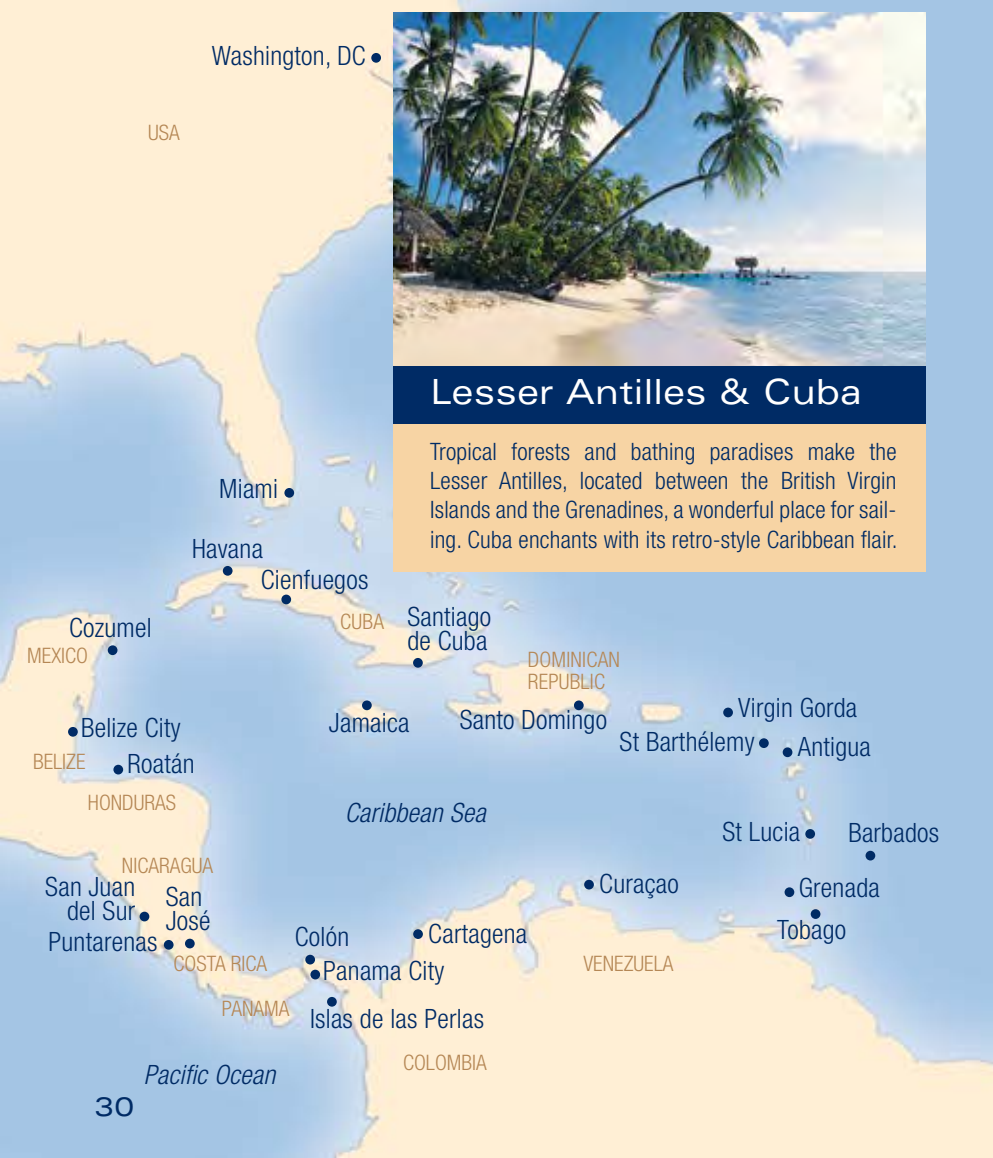 Washington, DC
USA
Lesser Antilles & Cuba
Tropical forests and bathing paradises make the
Lesser Antilles, located between the British Virgin
Islands and the Grenadines, a wonderful place for sail-
ing. Cuba enchants with its retro-style Caribbean flair.
Miami
Havana
Cienfuegos
CUBA
Santiago
de Cuba
Cozumel
MEXICO
DOMINICAN
REPUBLIC
Jamaica
Santo Domingo
Virgin Gorda
Belize City
St Barthélemy
Antigua
BELIZE
Roatán
HONDURAS
Caribbean Sea
St Lucia
Barbados
NICARAGUA
San Juan
del Sur
San
José
Curaçao
Grenada
Puntarenas
Colón
Cartagena
Tobago
COSTA RICA
Panama City
VENEZUELA
PANAMA
Islas de las Perlas
COLOMBIA
Pacific Ocean
30